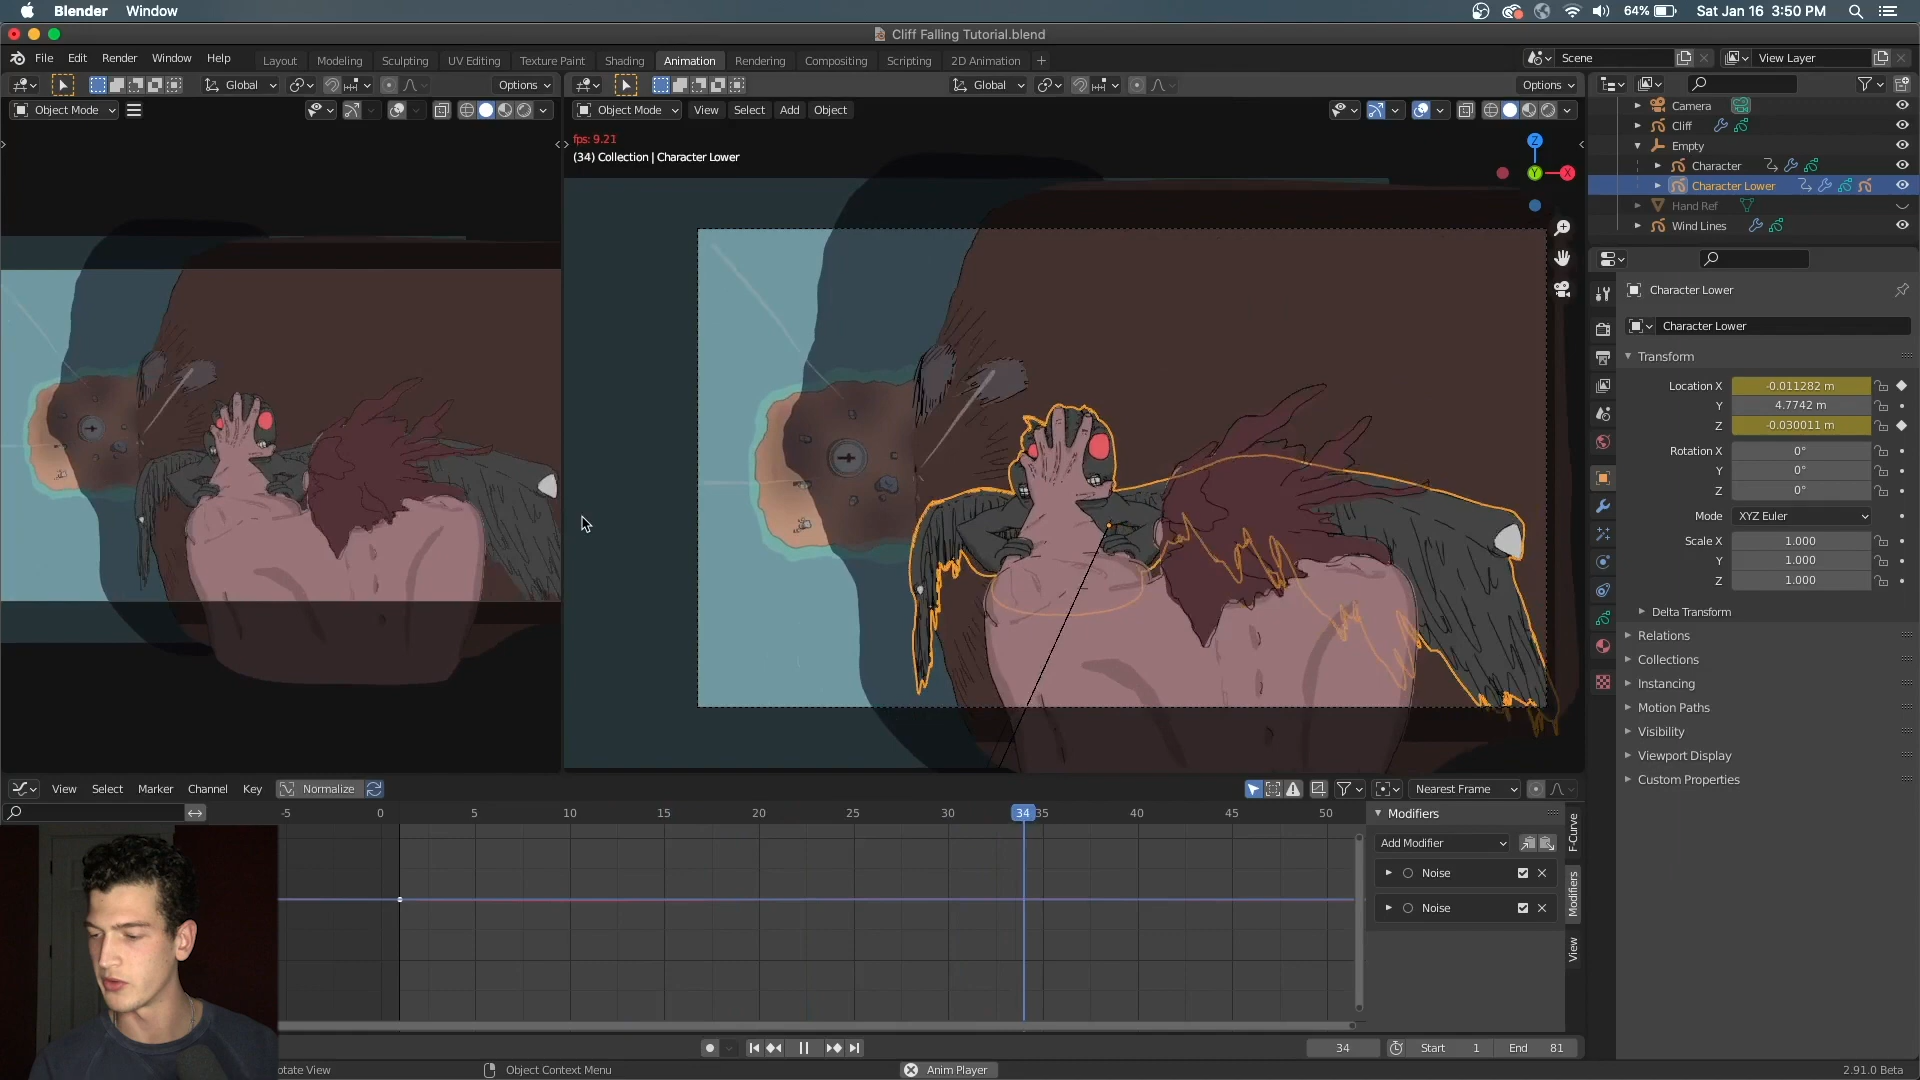 Blender Window 64% Sat Jan 16 3:50 PM
Cliff Falling Tutorial.blend
File Edit Render Window Help Layout Modeling Sculpting UV Editing Texture Paint Shading Animation Rendering Compositing Scripting 2D Animation + Scene View Layer
Global Options Global Options
Object Mode Object Mode View Select Add Object
fps: 9.21
(34) Collection | Character Lower
Z
Y
X
Camera
Cliff
Empty
Character
Character Lower
Hand Ref
Wind Lines
Character Lower
Character Lower
Transform
Location X -0.011282 m
Y 4.7742 m
Z -0.030011 m
Rotation X 0°
Y 0°
Z 0°
Mode XYZ Euler
Scale X 1.000
Y 1.000
Z 1.000
Delta Transform
Relations
Collections
Instancing
Motion Paths
Visibility
Viewport Display
Custom Properties
View Select Marker Channel Key Normalize Nearest Frame
-5 0 5 10 15 20 25 30 34 35 40 45 50
Modifiers
Add Modifier
Noise
Noise
F-Curve
Modifiers
View
34 Start 1 End 81
otate View Object Context Menu Anim Player 2.91.0 Beta